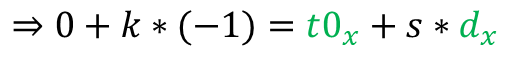 ⇒ 0 + k ∗ (−1) = t0ₓ + s ∗ dₓ